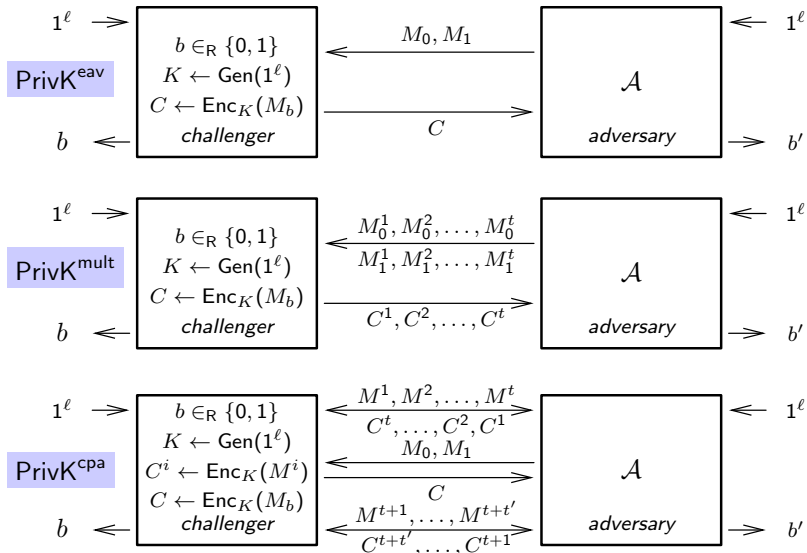 1^ℓ b ∈_R {0, 1} M_0, M_1 1^ℓ
PrivK^eav K ← Gen(1^ℓ) 𝒜
C ← Enc_K(M_b)
b challenger C adversary b′
1^ℓ b ∈_R {0, 1} M_0^1, M_0^2, . . . , M_0^t 1^ℓ
M_1^1, M_1^2, . . . , M_1^t
PrivK^mult K ← Gen(1^ℓ) 𝒜
C ← Enc_K(M_b)
b challenger C^1, C^2, . . . , C^t adversary b′
1^ℓ b ∈_R {0, 1} M^1, M^2, . . . , M^t 1^ℓ
C^t, . . . , C^2, C^1
K ← Gen(1^ℓ) M_0, M_1
PrivK^cpa C^i ← Enc_K(M^i) 𝒜
C
C ← Enc_K(M_b) M^{t+1}, . . . , M^{t+t′}
b challenger C^{t+t′}, . . . , C^{t+1} adversary b′